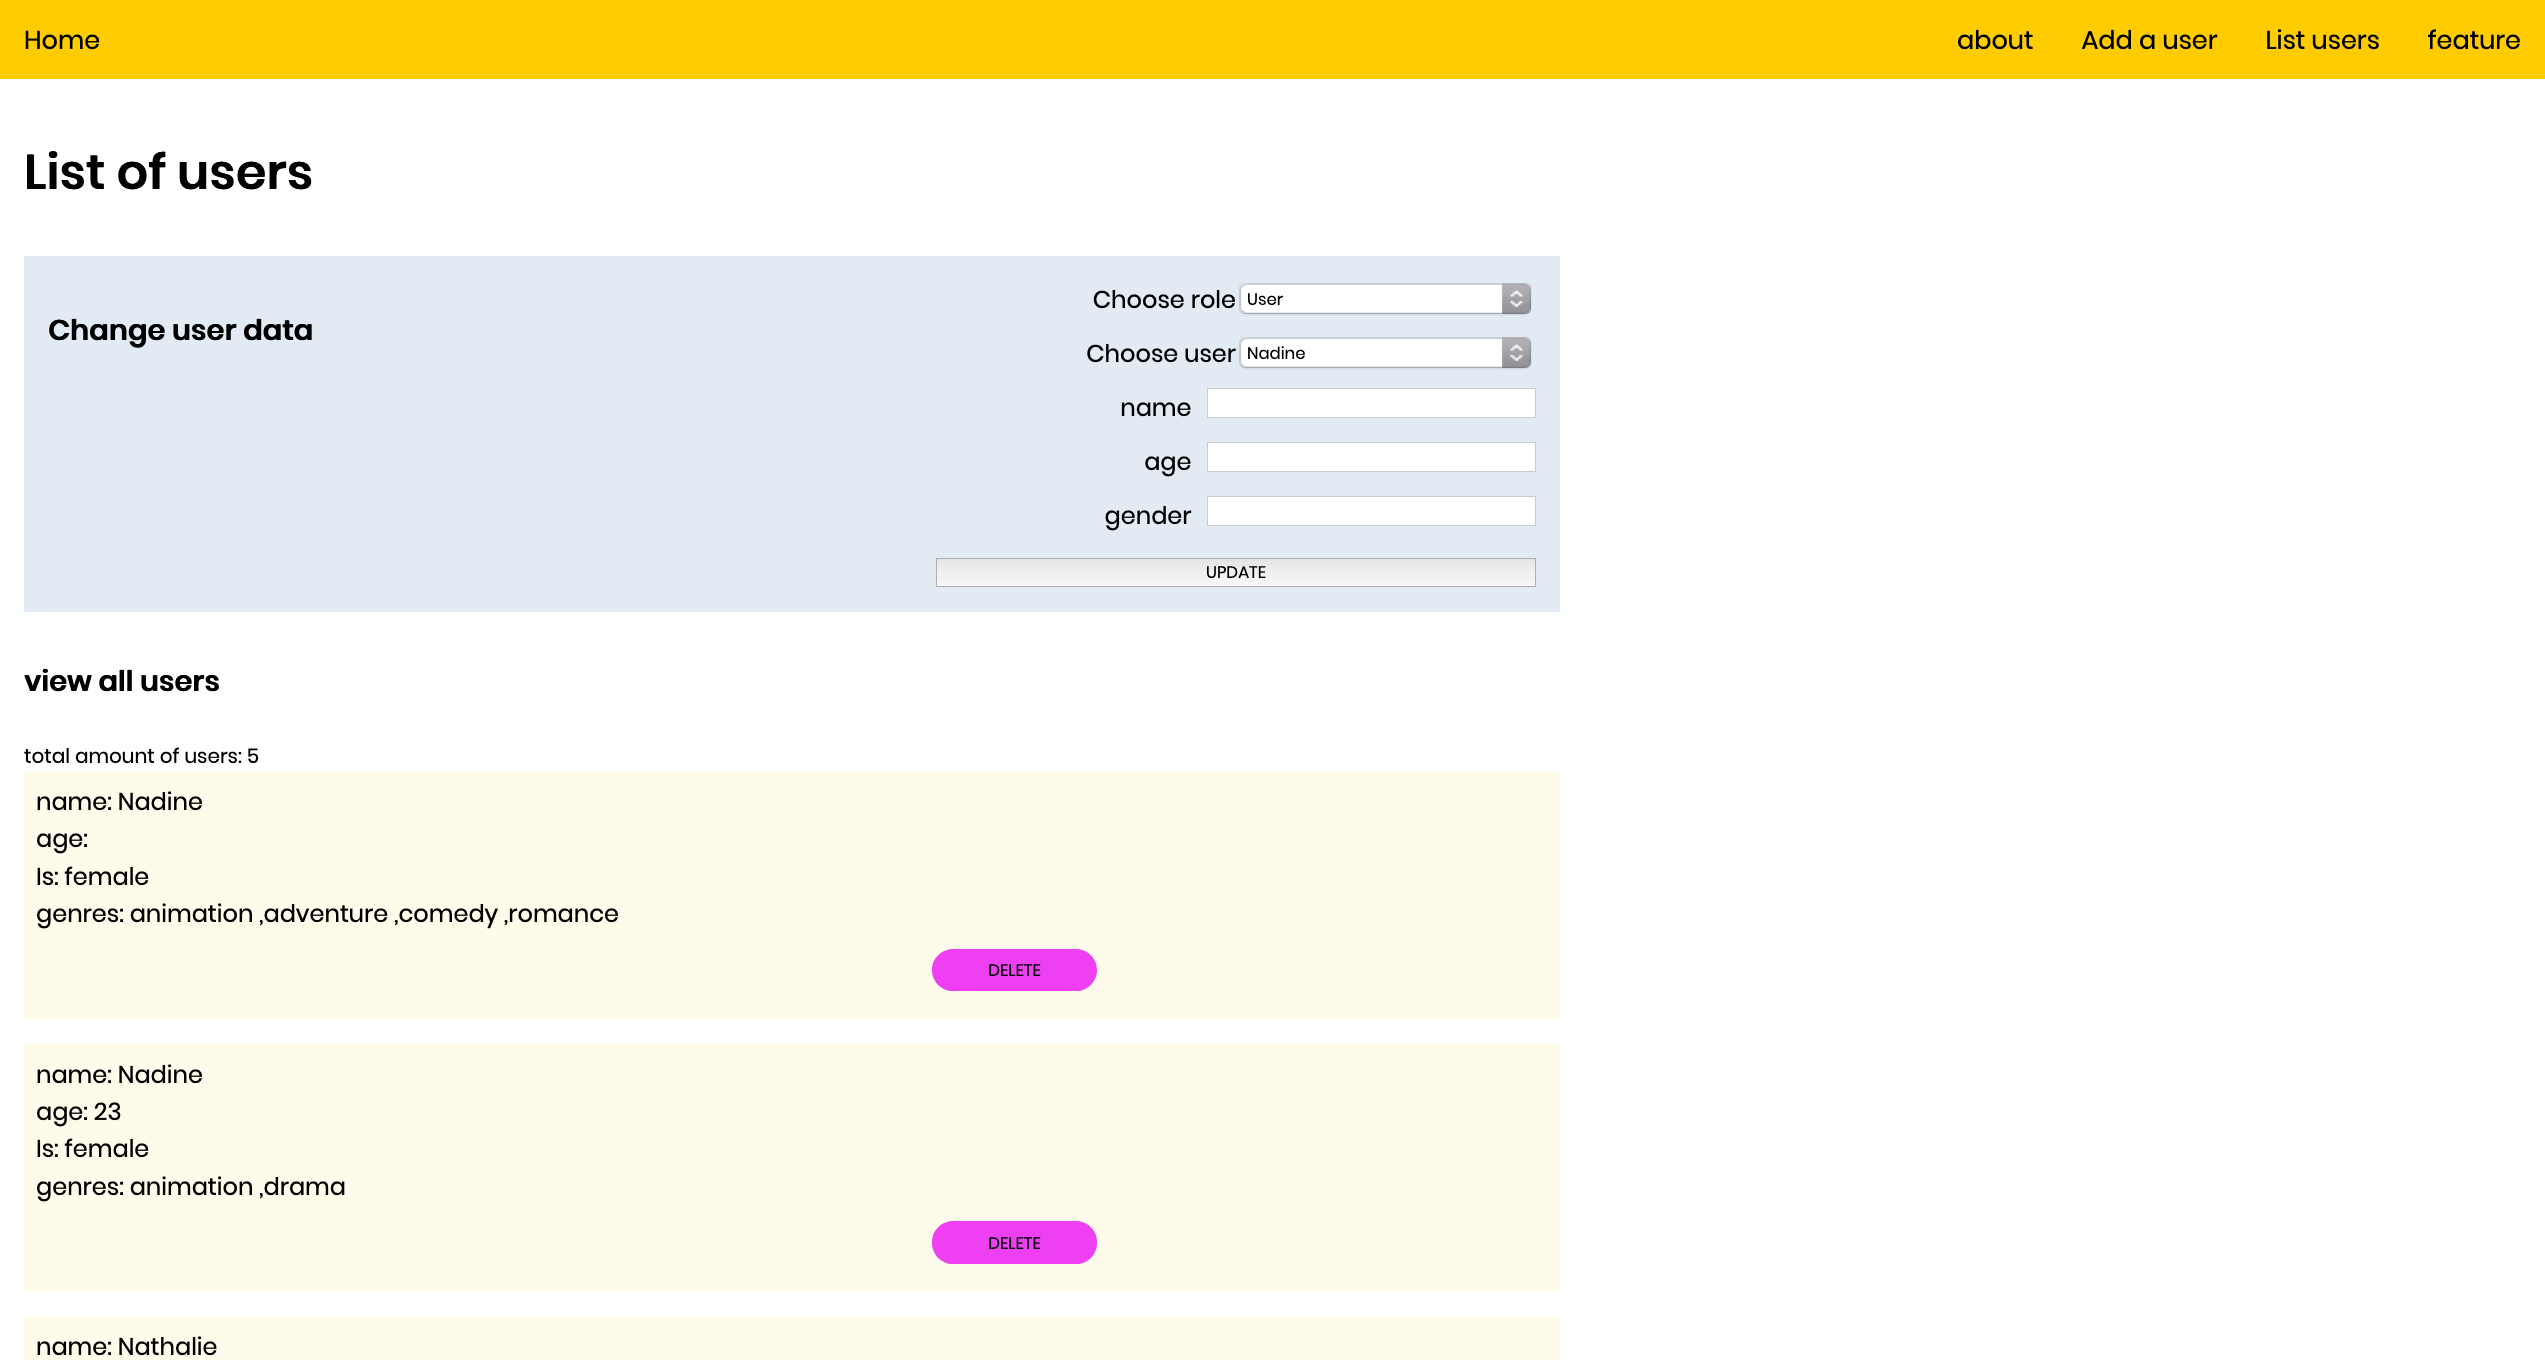 Home about Add a user List users feature
List of users
Change user data
Choose role User
Choose user Nadine
name
age
gender
UPDATE
view all users
total amount of users: 5
name: Nadine
age:
Is: female
genres: animation ,adventure ,comedy ,romance
DELETE
name: Nadine
age: 23
Is: female
genres: animation ,drama
DELETE
name: Nathalie